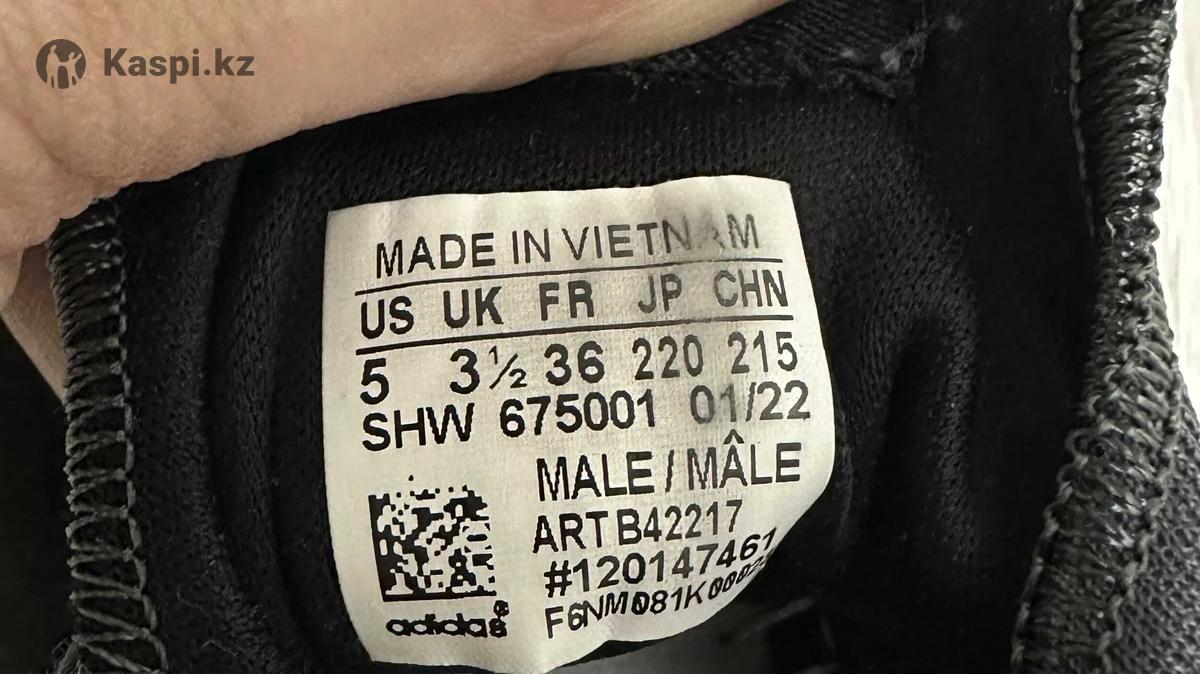 Kaspi.kz
MADE IN VIETNAM
US UK FR JP CHN
5 3½ 36 220 215
SHW 675001 01/22
MALE / MÂLE
ART B42217
#120147461
adidas®